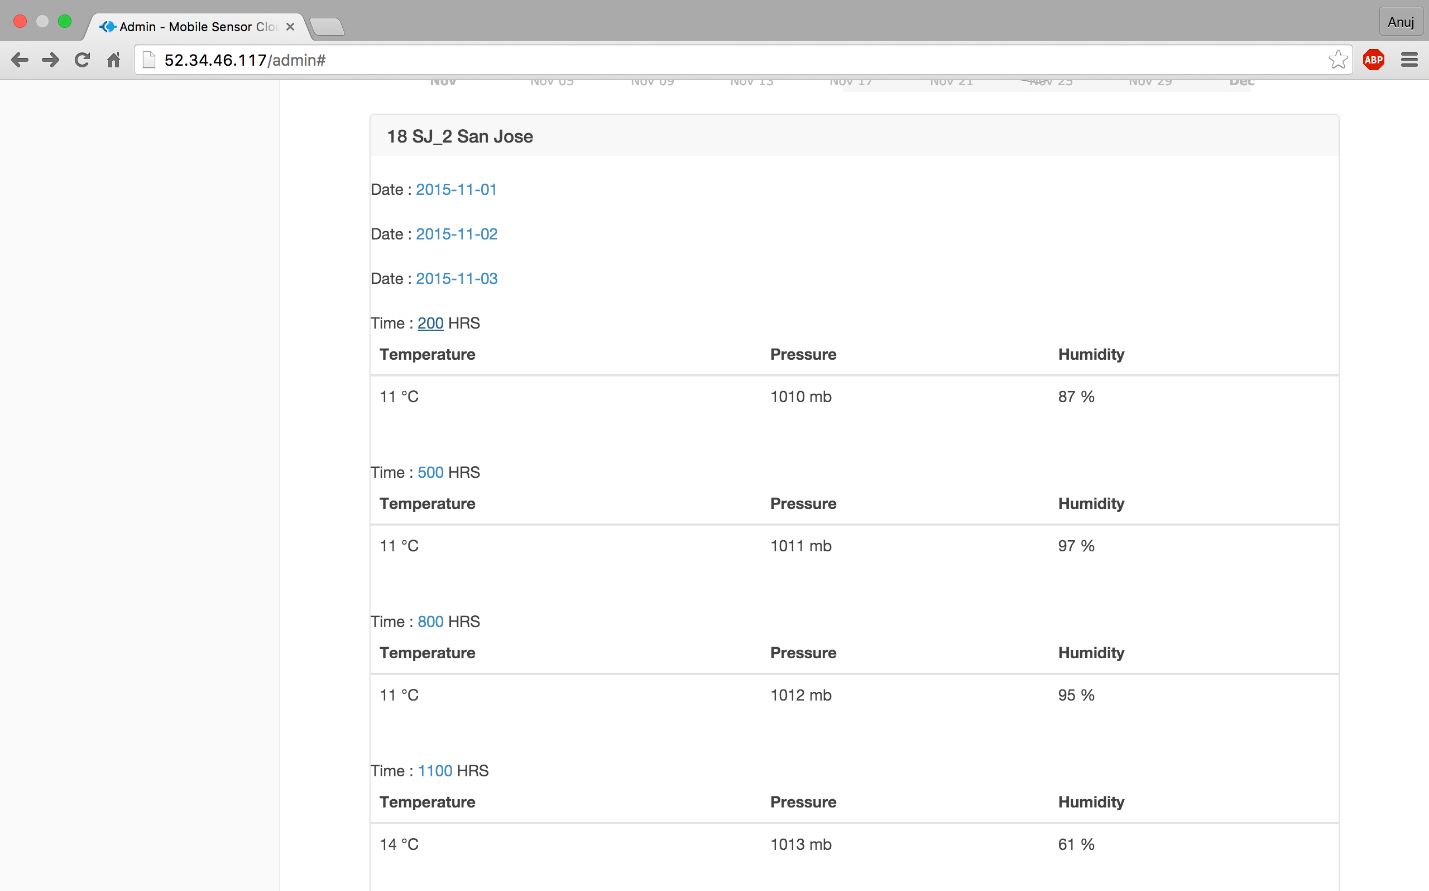 Admin - Mobile Sensor Clo
Anuj
52.34.46.117/admin#
ABP
Nov Nov 05 Nov 09 Nov 13 Nov 17 Nov 21 Nov 25 Nov 29 Dec
18 SJ_2 San Jose
Date : 2015-11-01
Date : 2015-11-02
Date : 2015-11-03
Time : 200 HRS
Temperature Pressure Humidity
11 °C 1010 mb 87 %
Time : 500 HRS
Temperature Pressure Humidity
11 °C 1011 mb 97 %
Time : 800 HRS
Temperature Pressure Humidity
11 °C 1012 mb 95 %
Time : 1100 HRS
Temperature Pressure Humidity
14 °C 1013 mb 61 %